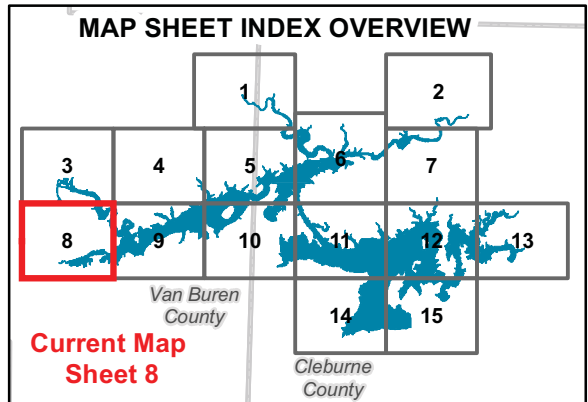 MAP SHEET INDEX OVERVIEW
1
2
3
4
5
6
7
8
9
10
11
12
13
Van Buren
County
14
15
Current Map
Sheet 8
Cleburne
County